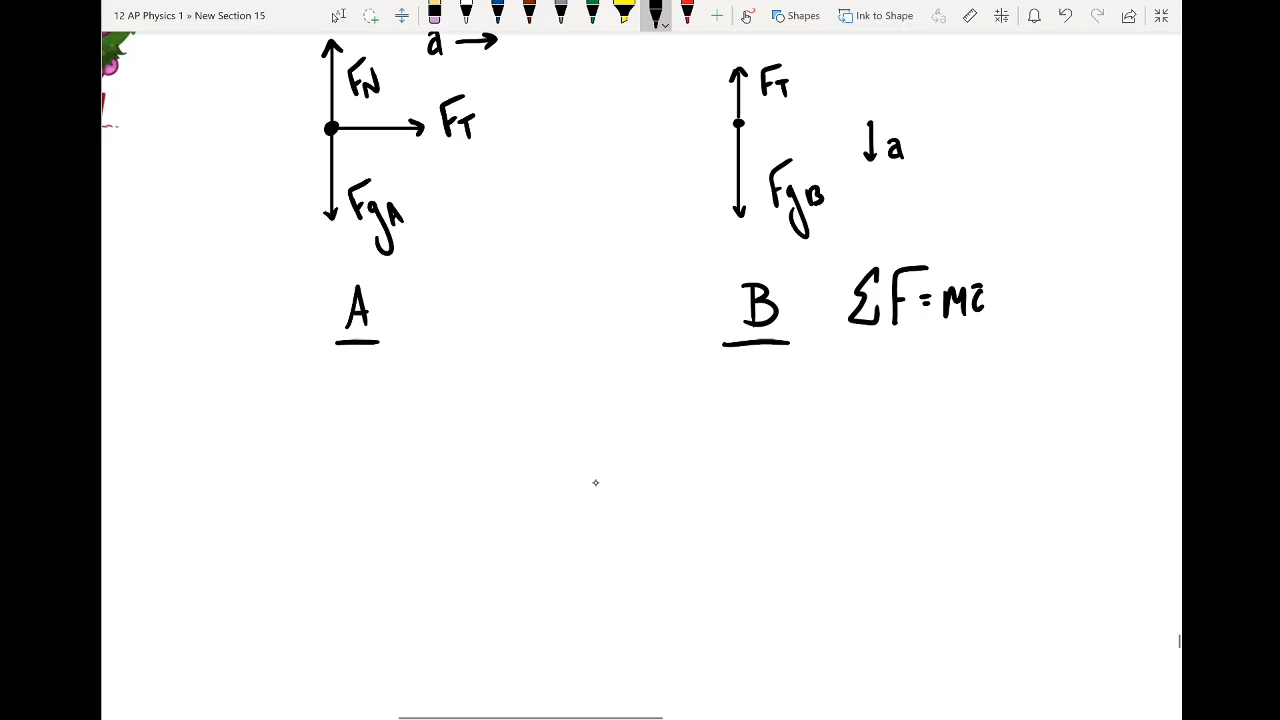 12 AP Physics 1 » New Section 15
Shapes
Ink to Shape
a
FN
FT
FgA
A
FT
a
FgB
B
ΣF = ma